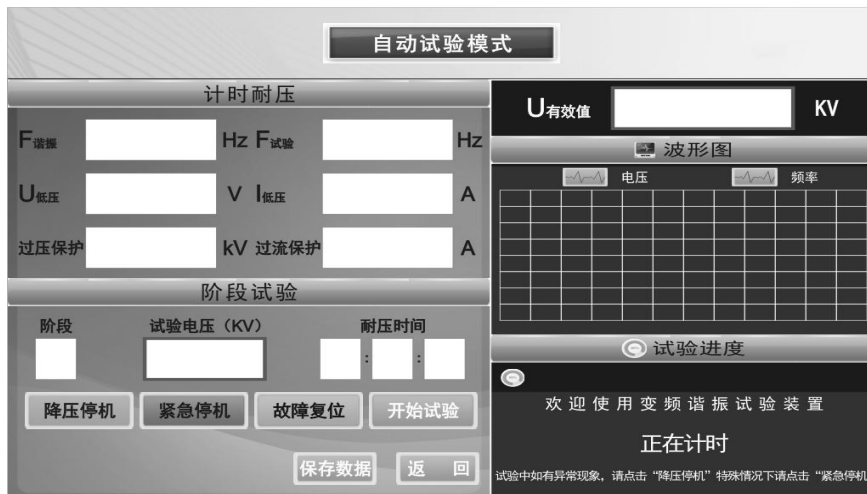 自动试验模式
计时耐压
F谐振 Hz F试验 Hz
U低压 V I低压 A
过压保护 kV 过流保护 A
阶段试验
阶段 试验电压（KV） 耐压时间
: :
降压停机 紧急停机 故障复位 开始试验
保存数据 返 回
U有效值 KV
波形图
电压 频率
试验进度
欢迎使用变频谐振试验装置
正在计时
试验中如有异常现象，请点击“降压停机”特殊情况下请点击“紧急停机